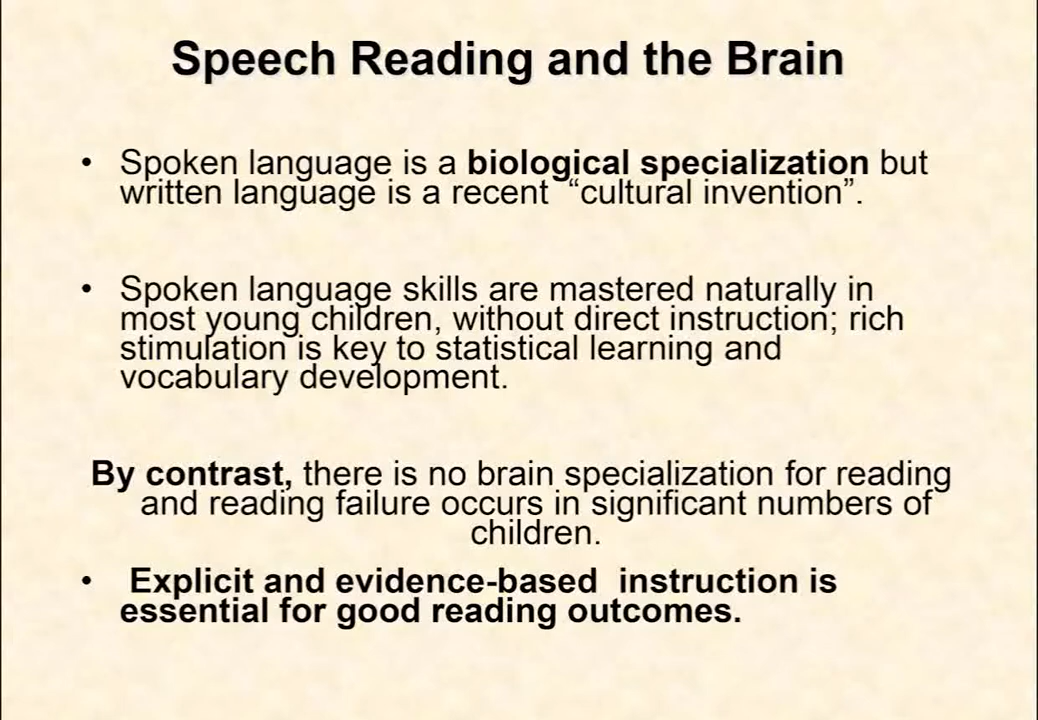 Speech Reading and the Brain
• Spoken language is a biological specialization but
written language is a recent “cultural invention”.
• Spoken language skills are mastered naturally in
most young children, without direct instruction; rich
stimulation is key to statistical learning and
vocabulary development.
By contrast, there is no brain specialization for reading
and reading failure occurs in significant numbers of
children.
• Explicit and evidence-based instruction is
essential for good reading outcomes.